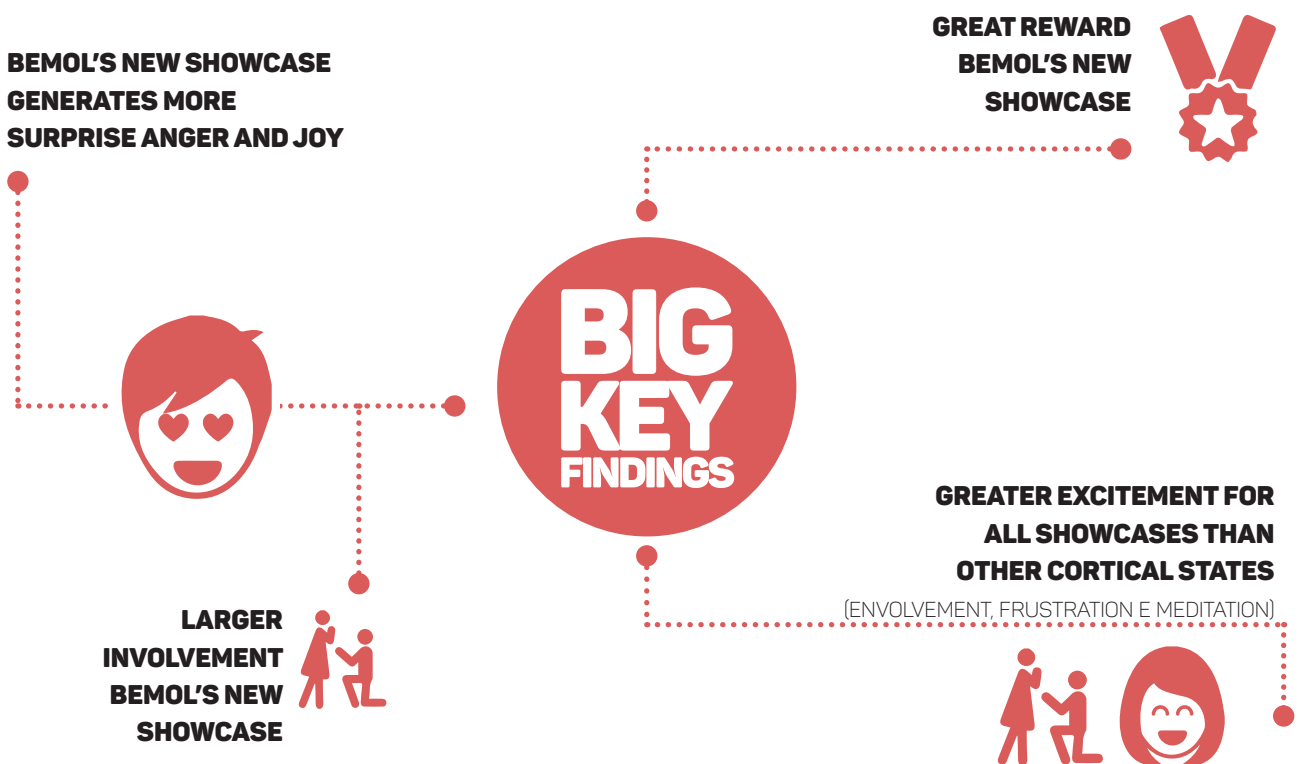 BEMOL'S NEW SHOWCASE
GENERATES MORE
SURPRISE ANGER AND JOY
GREAT REWARD
BEMOL'S NEW
SHOWCASE
BIG
KEY
FINDINGS
LARGER
INVOLVEMENT
BEMOL'S NEW
SHOWCASE
GREATER EXCITEMENT FOR
ALL SHOWCASES THAN
OTHER CORTICAL STATES
(ENVOLVEMENT, FRUSTRATION E MEDITATION)